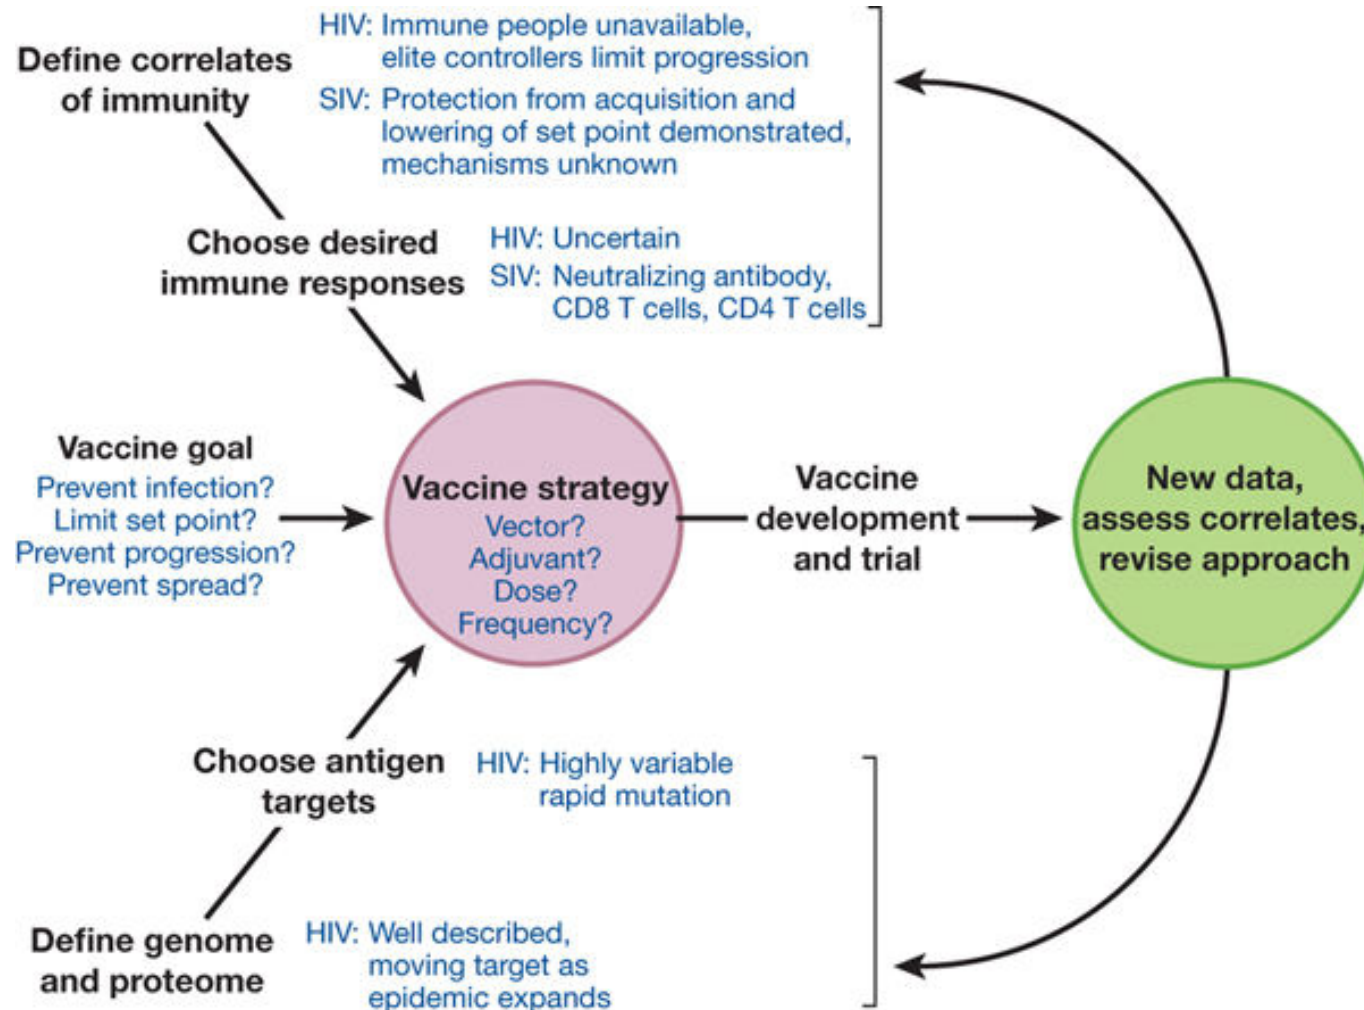 Define correlates
of immunity
HIV: Immune people unavailable,
elite controllers limit progression
SIV: Protection from acquisition and
lowering of set point demonstrated,
mechanisms unknown
Choose desired
immune responses
HIV: Uncertain
SIV: Neutralizing antibody,
CD8 T cells, CD4 T cells
Vaccine goal
Prevent infection?
Limit set point?
Prevent progression?
Prevent spread?
Vaccine strategy
Vector?
Adjuvant?
Dose?
Frequency?
Vaccine
development
and trial
New data,
assess correlates,
revise approach
Choose antigen
targets
HIV: Highly variable
rapid mutation
Define genome
and proteome
HIV: Well described,
moving target as
epidemic expands